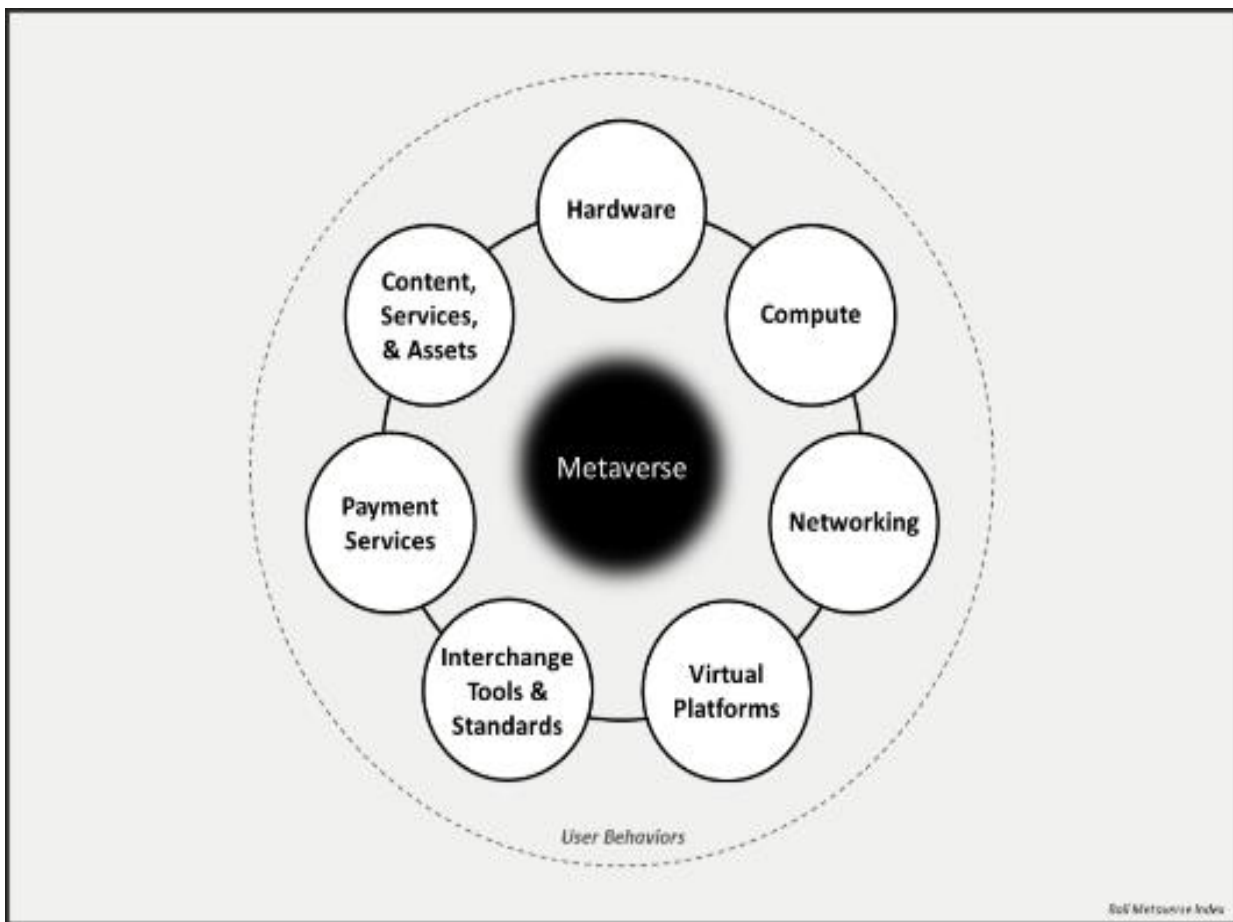 Hardware
Compute
Networking
Virtual
Platforms
Interchange
Tools &
Standards
Payment
Services
Content,
Services,
& Assets
Metaverse
User Behaviors
Ball Metaverse Index